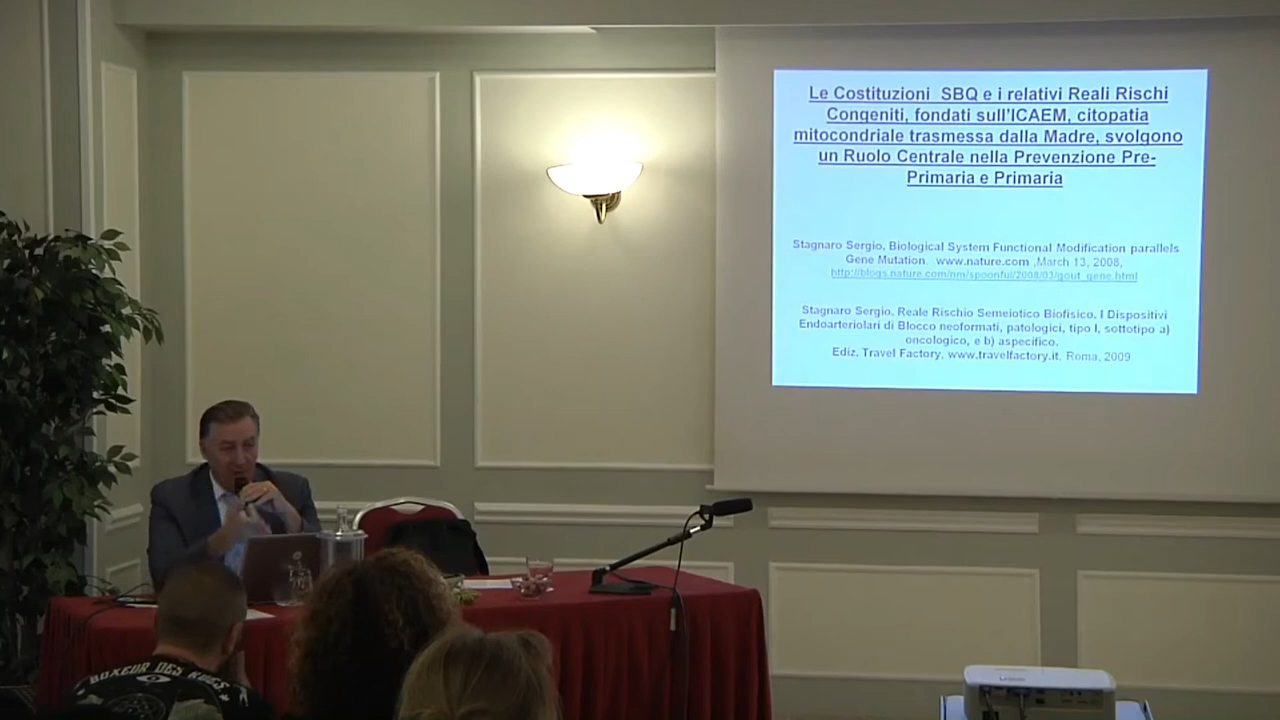 Le Costituzioni SBQ e i relativi Reali Rischi
Congeniti, fondati sull'ICAEM, citopatia
mitocondriale trasmessa dalla Madre, svolgono
un Ruolo Centrale nella Prevenzione Pre-
Primaria e Primaria
Stagnaro Sergio. Biological System Functional Modification parallels
Gene Mutation. www.nature.com ,March 13, 2008,
http://blogs.nature.com/nm/spoonful/2008/03/gout_gene.html
Stagnaro Sergio. Reale Rischio Semeiotico Biofisico. I Dispositivi
Endoarteriolari di Blocco neoformati, patologici, tipo I, sottotipo a)
oncologico, e b) aspecifico.
Ediz. Travel Factory, www.travelfactory.it, Roma, 2009
BOXEUR DES RUES